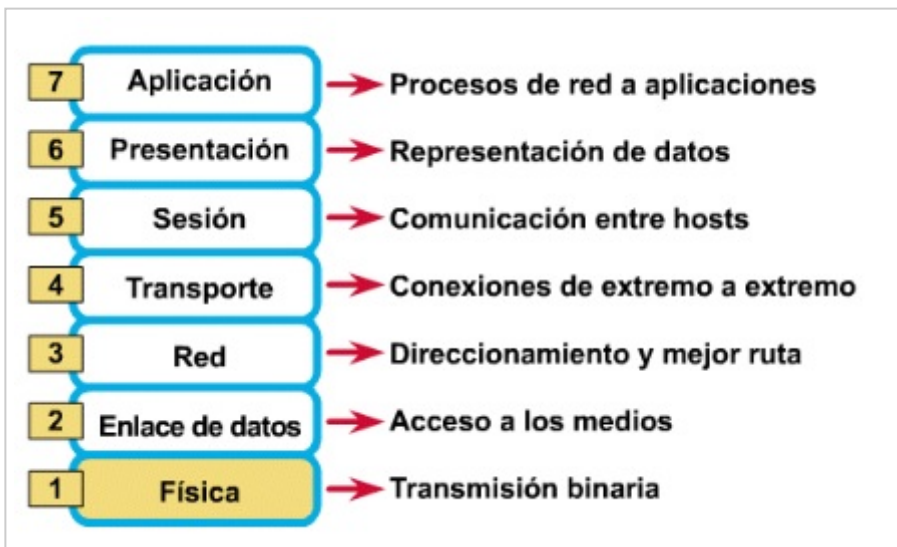 7 Aplicación Procesos de red a aplicaciones
6 Presentación Representación de datos
5 Sesión Comunicación entre hosts
4 Transporte Conexiones de extremo a extremo
3 Red Direccionamiento y mejor ruta
2 Enlace de datos Acceso a los medios
1 Física Transmisión binaria